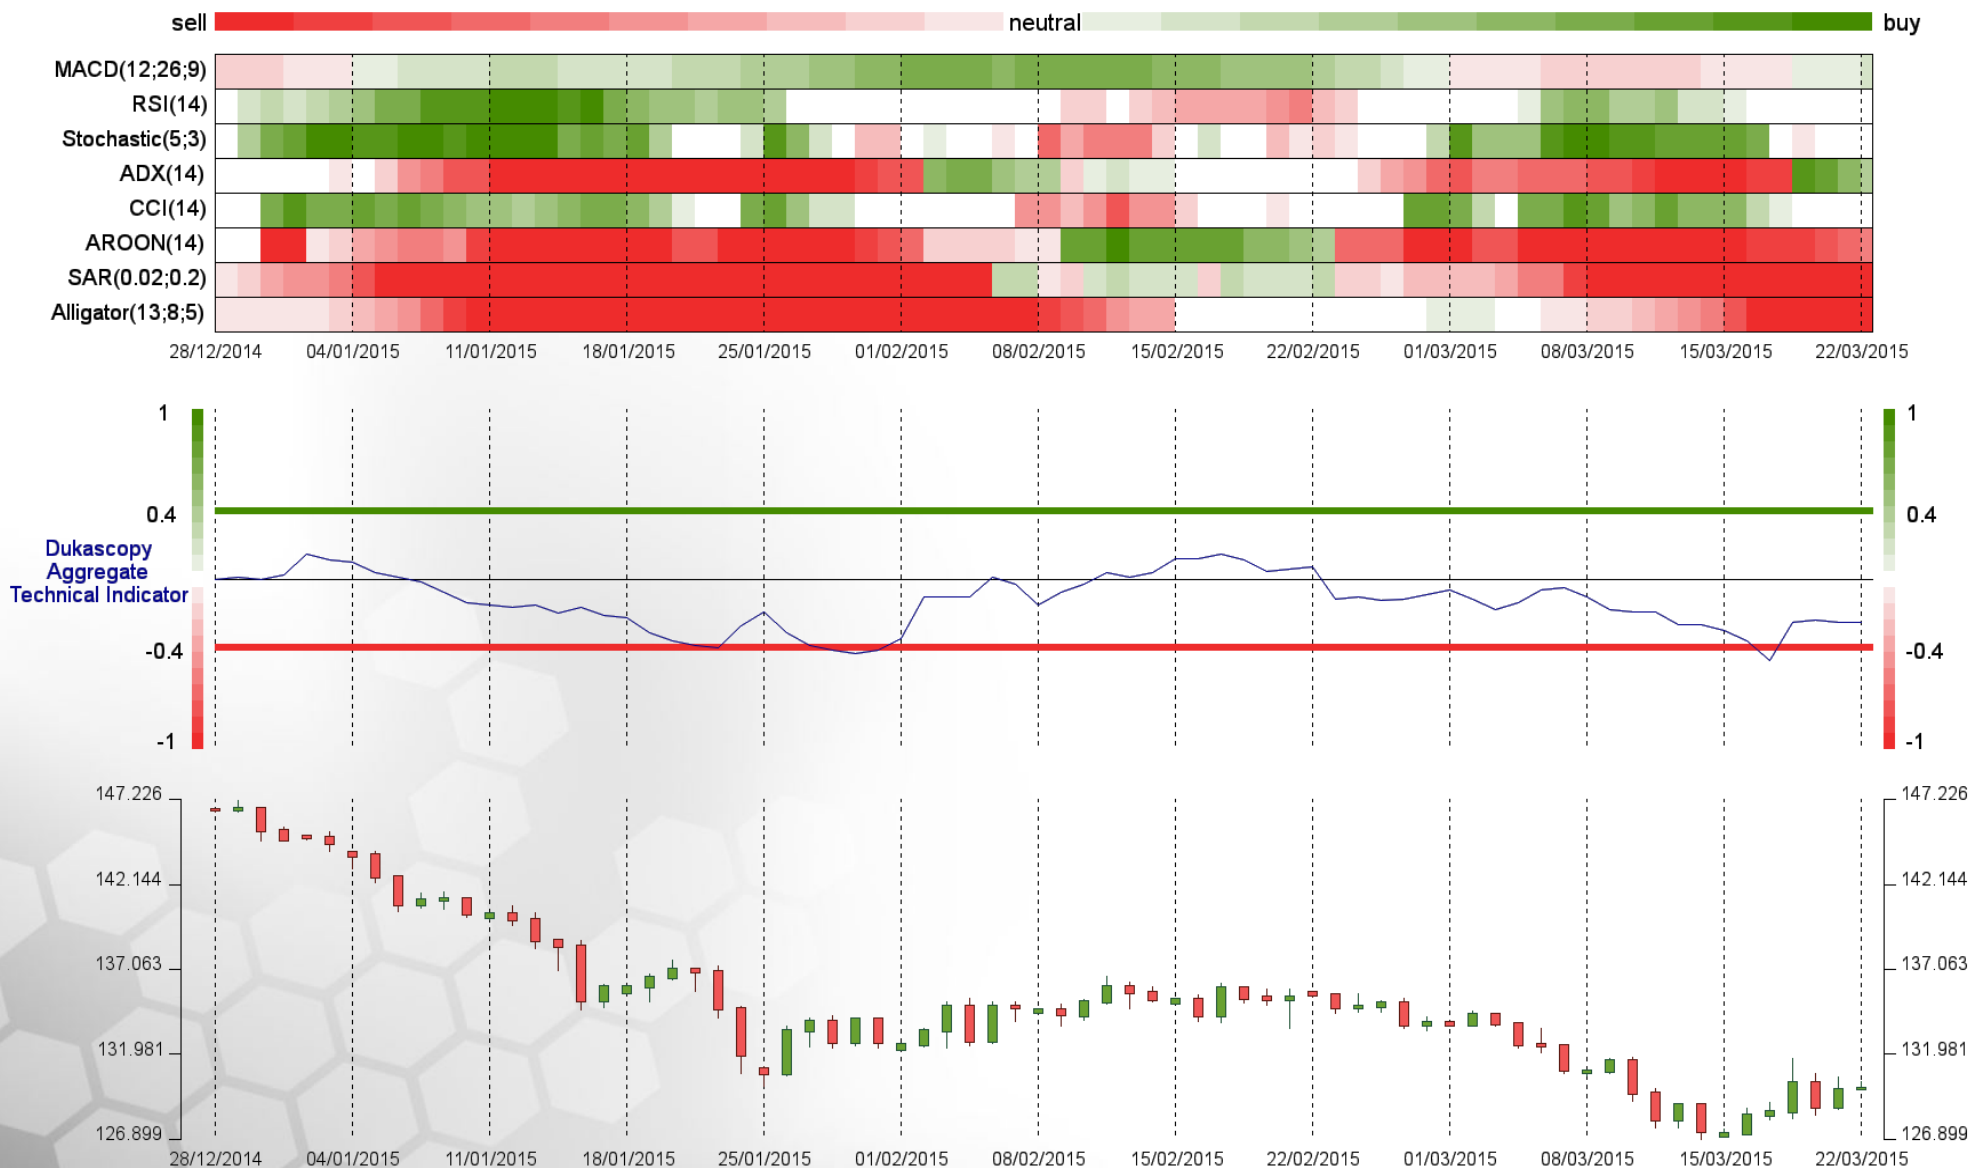 sell neutral buy
MACD(12;26;9)
RSI(14)
Stochastic(5;3)
ADX(14)
CCI(14)
AROON(14)
SAR(0.02;0.2)
Alligator(13;8;5)
28/12/2014 04/01/2015 11/01/2015 18/01/2015 25/01/2015 01/02/2015 08/02/2015 15/02/2015 22/02/2015 01/03/2015 08/03/2015 15/03/2015 22/03/2015
1 1
0.4 0.4
Dukascopy
Aggregate
Technical Indicator
-0.4 -0.4
-1 -1
147.226 147.226
142.144 142.144
137.063 137.063
131.981 131.981
126.899 126.899
28/12/2014 04/01/2015 11/01/2015 18/01/2015 25/01/2015 01/02/2015 08/02/2015 15/02/2015 22/02/2015 01/03/2015 08/03/2015 15/03/2015 22/03/2015